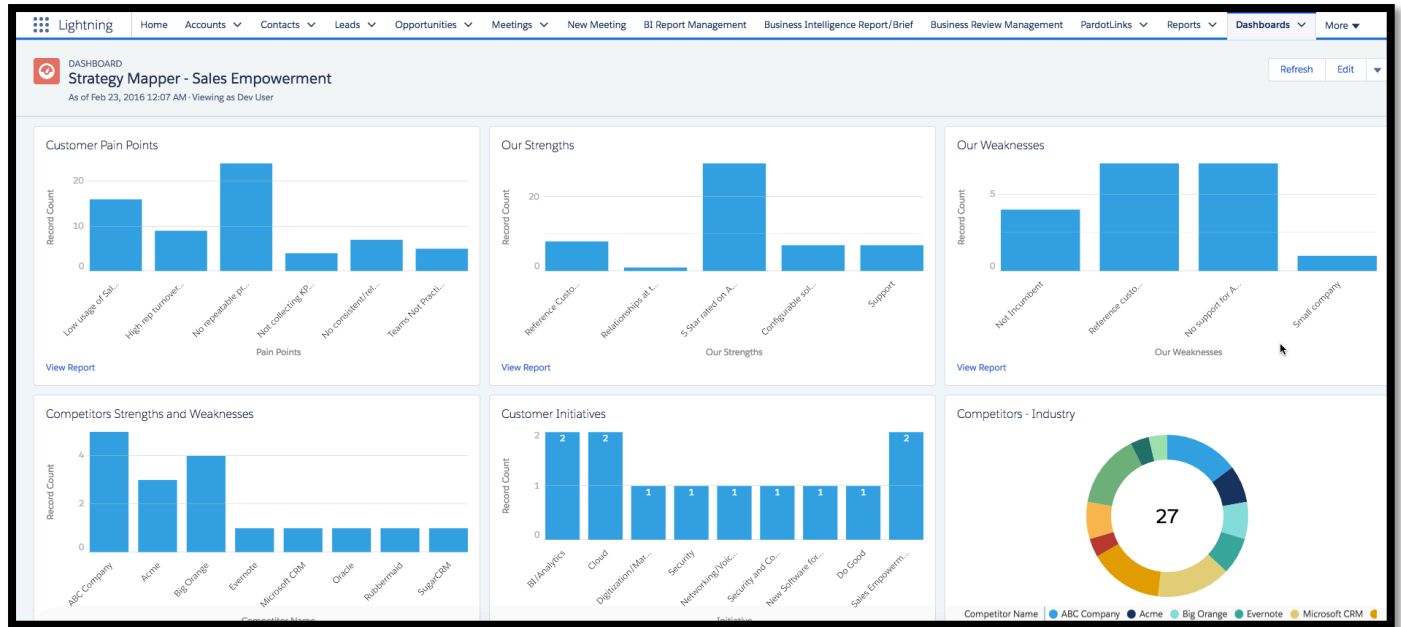 Lightning
Home Accounts Contacts Leads Opportunities Meetings New Meeting BI Report Management Business Intelligence Report/Brief Business Review Management PardotLinks Reports Dashboards More
DASHBOARD
Strategy Mapper - Sales Empowerment
As of Feb 23, 2016 12:07 AM·Viewing as Dev User
Refresh Edit
Customer Pain Points
Record Count
20
10
0
Low usage of Sal...
High rep turnover...
No repeatable pr...
Not collecting KP...
No consistent/rel...
Teams Not Practi...
Pain Points
View Report
Our Strengths
Record Count
20
0
Reference Custo...
Relationships at t...
5 Star rated on A...
Configurable sol...
Support
Our Strengths
View Report
Our Weaknesses
Record Count
5
0
Not Incumbent
Reference custo...
No support for A...
Small company
Our Weaknesses
View Report
Competitors Strengths and Weaknesses
Record Count
4
2
0
ABC Company
Acme
Big Orange
Evernote
Microsoft CRM
Oracle
Rubbermaid
SugarCRM
Competitor Name
Customer Initiatives
Record Count
2
1
0
2 2 1 1 1 1 1 1 2
BI/Analytics
Cloud
Digitization/Mar...
Security
Networking/Voic...
Security and Co...
New Software for...
Do Good
Sales Empowerm...
Initiative
Competitors - Industry
27
Competitor Name ABC Company Acme Big Orange Evernote Microsoft CRM